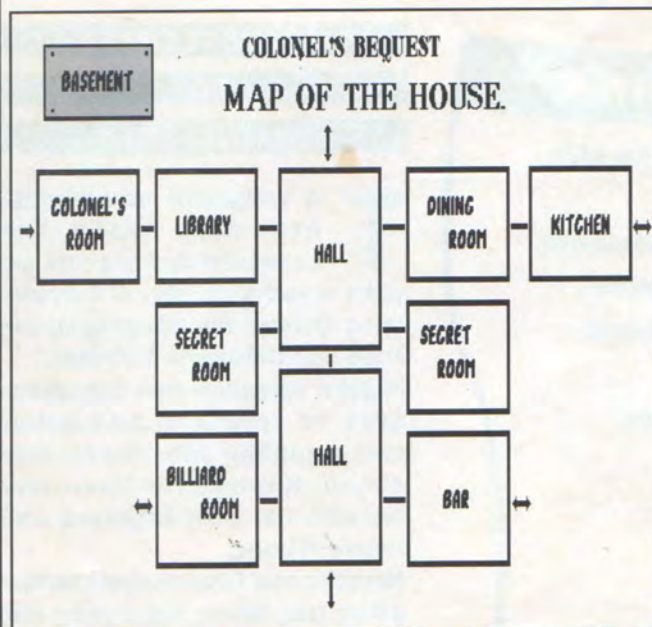 COLONEL'S BEQUEST
MAP OF THE HOUSE.
BASEMENT
COLONEL'S
ROOM
LIBRARY
HALL
DINING
ROOM
KITCHEN
SECRET
ROOM
SECRET
ROOM
BILLIARD
ROOM
HALL
BAR